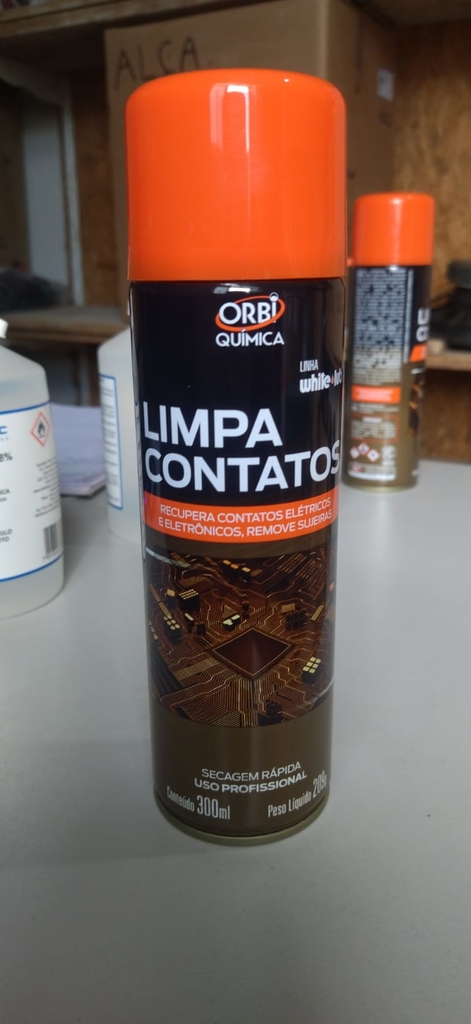 ALCA
ORBI
QUÍMICA
LINHA
white lub
LIMPA
CONTATOS
RECUPERA CONTATOS ELÉTRICOS
E ELETRÔNICOS, REMOVE SUJEIRAS
SECAGEM RÁPIDA
USO PROFISSIONAL
Conteúdo 300ml
Peso Líquido 209g